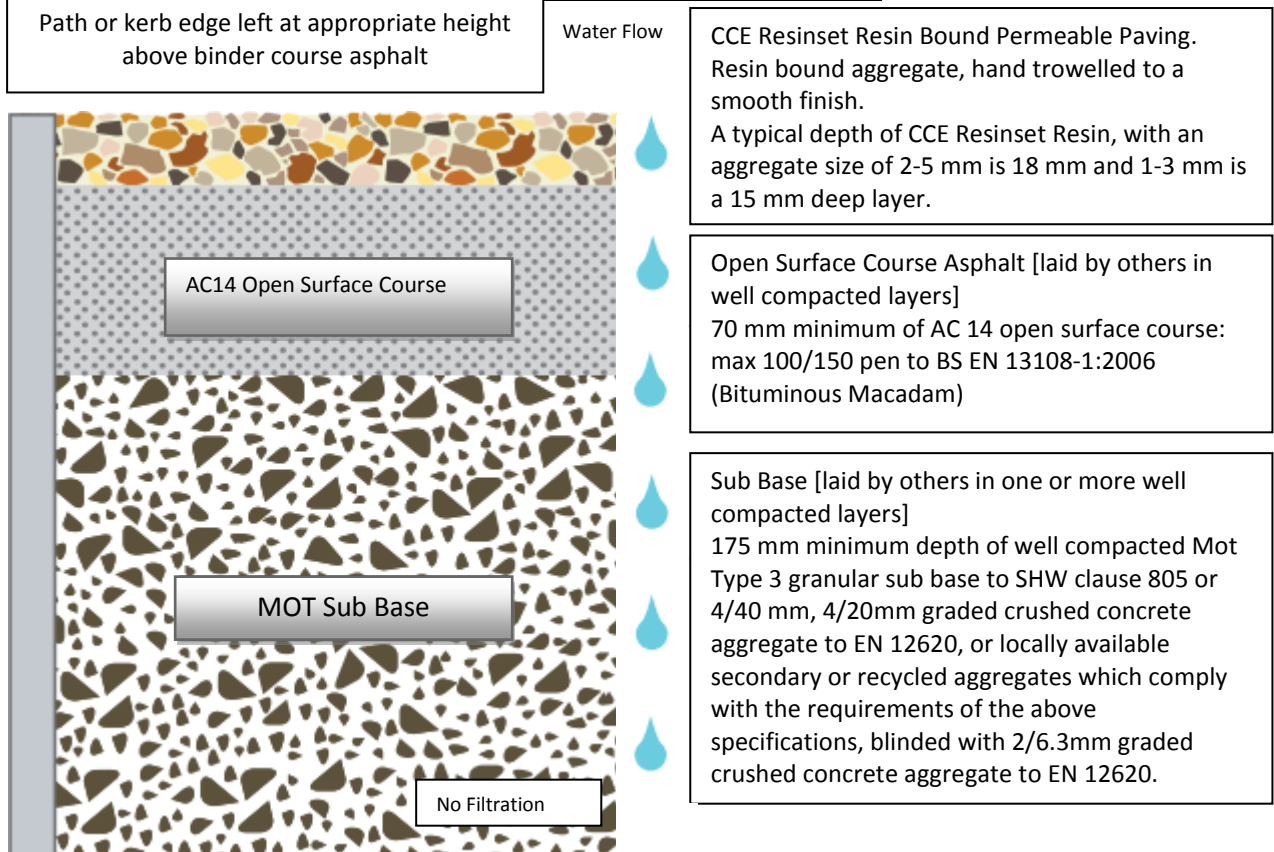 Path or kerb edge left at appropriate height
above binder course asphalt
Water Flow
CCE Resinset Resin Bound Permeable Paving.
Resin bound aggregate, hand trowelled to a
smooth finish.
A typical depth of CCE Resinset Resin, with an
aggregate size of 2-5 mm is 18 mm and 1-3 mm is
a 15 mm deep layer.
AC14 Open Surface Course
Open Surface Course Asphalt [laid by others in
well compacted layers]
70 mm minimum of AC 14 open surface course:
max 100/150 pen to BS EN 13108-1:2006
(Bituminous Macadam)
MOT Sub Base
Sub Base [laid by others in one or more well
compacted layers]
175 mm minimum depth of well compacted Mot
Type 3 granular sub base to SHW clause 805 or
4/40 mm, 4/20mm graded crushed concrete
aggregate to EN 12620, or locally available
secondary or recycled aggregates which comply
with the requirements of the above
specifications, blinded with 2/6.3mm graded
crushed concrete aggregate to EN 12620.
No Filtration